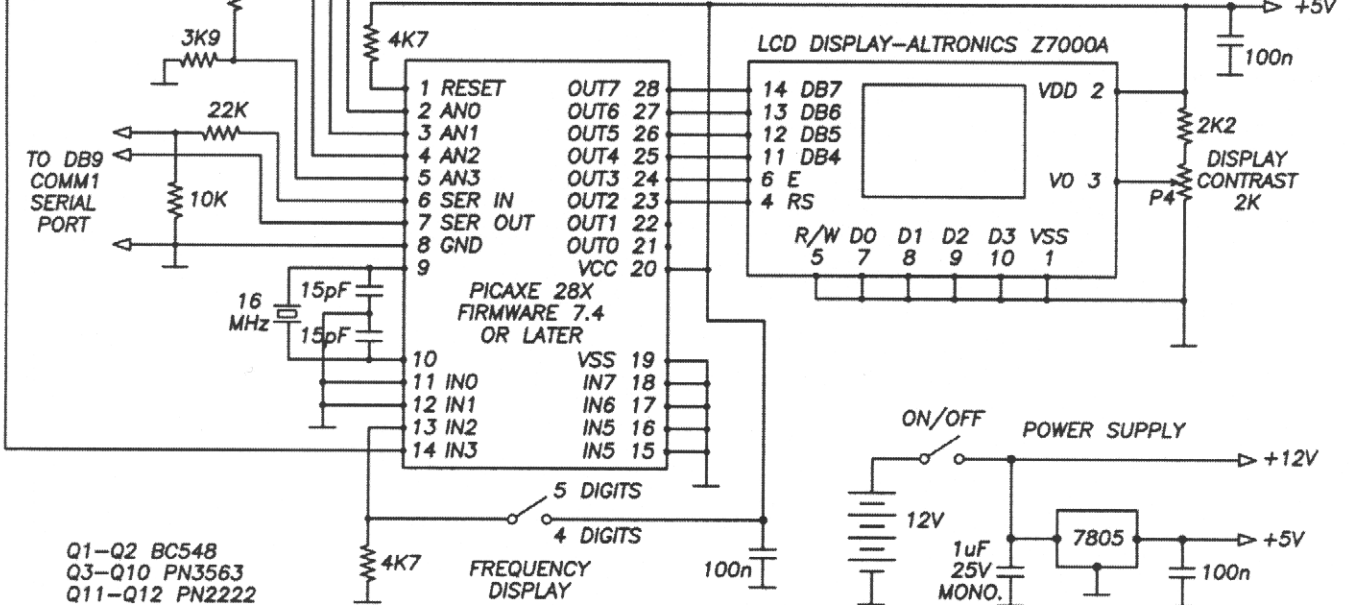 +5V
3K9
4K7
LCD DISPLAY-ALTRONICS Z7000A
100n
22K
TO DB9
COMM1
SERIAL
PORT
10K
1 RESET
2 AN0
3 AN1
4 AN2
5 AN3
6 SER IN
7 SER OUT
8 GND
9
10
11 IN0
12 IN1
13 IN2
14 IN3
OUT7 28
OUT6 27
OUT5 26
OUT4 25
OUT3 24
OUT2 23
OUT1 22
OUT0 21
VCC 20
PICAXE 28X
FIRMWARE 7.4
OR LATER
VSS 19
IN7 18
IN6 17
IN5 16
IN5 15
14 DB7
13 DB6
12 DB5
11 DB4
6 E
4 RS
VDD 2
VO 3
R/W D0 D1 D2 D3 VSS
5 7 8 9 10 1
2K2
DISPLAY
CONTRAST
2K
P4
16
MHz
15pF
15pF
5 DIGITS
4 DIGITS
FREQUENCY
DISPLAY
4K7
100n
Q1-Q2 BC548
Q3-Q10 PN3563
Q11-Q12 PN2222
ON/OFF
POWER SUPPLY
+12V
12V
1uF
25V
MONO.
7805
+5V
100n